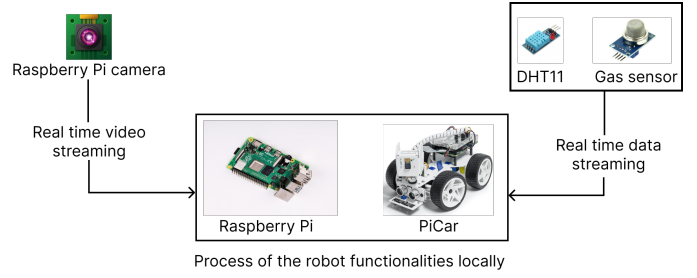 Raspberry Pi camera
DHT11
Gas sensor
Real time video
streaming
Real time data
streaming
Raspberry Pi
PiCar
Process of the robot functionalities locally